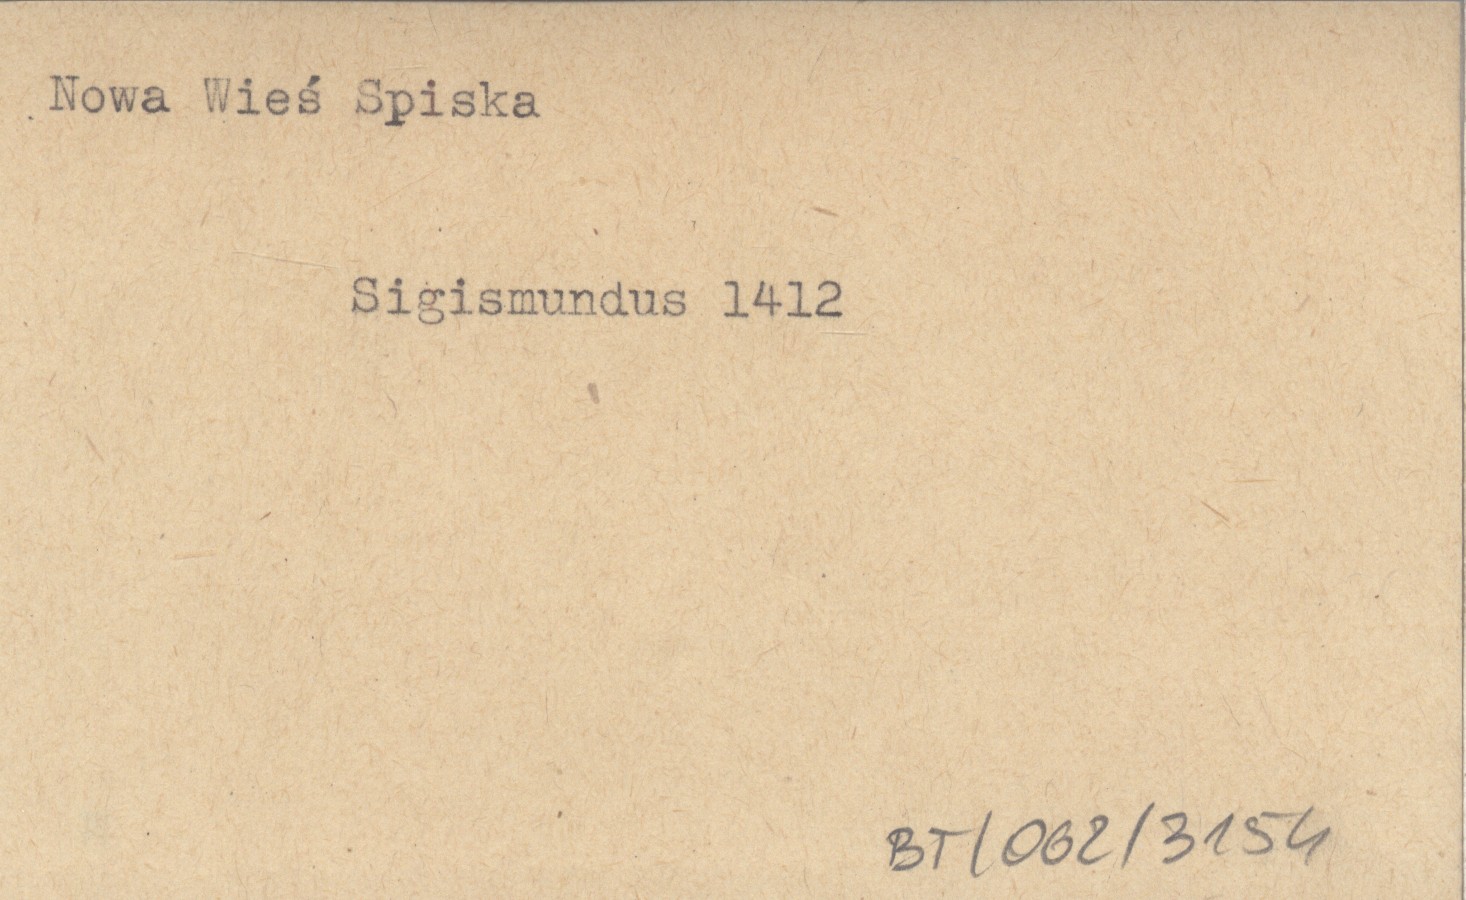 Nowa Wieś Spiska
Sigismundus 1412
BT/062/3154